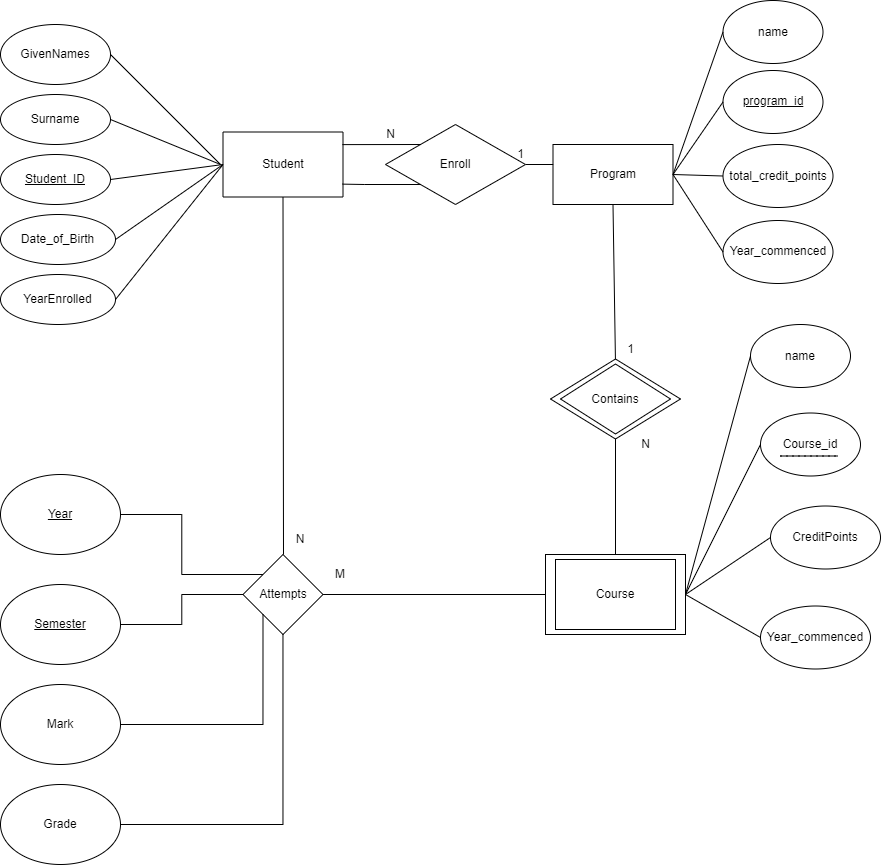 GivenNames
Surname
Student_ID
Date_of_Birth
YearEnrolled
Student
N
Enroll
1
Program
name
program_id
total_credit_points
Year_commenced
1
Contains
N
name
Course_id
CreditPoints
Year_commenced
Course
Year
Semester
Mark
Grade
N
M
Attempts